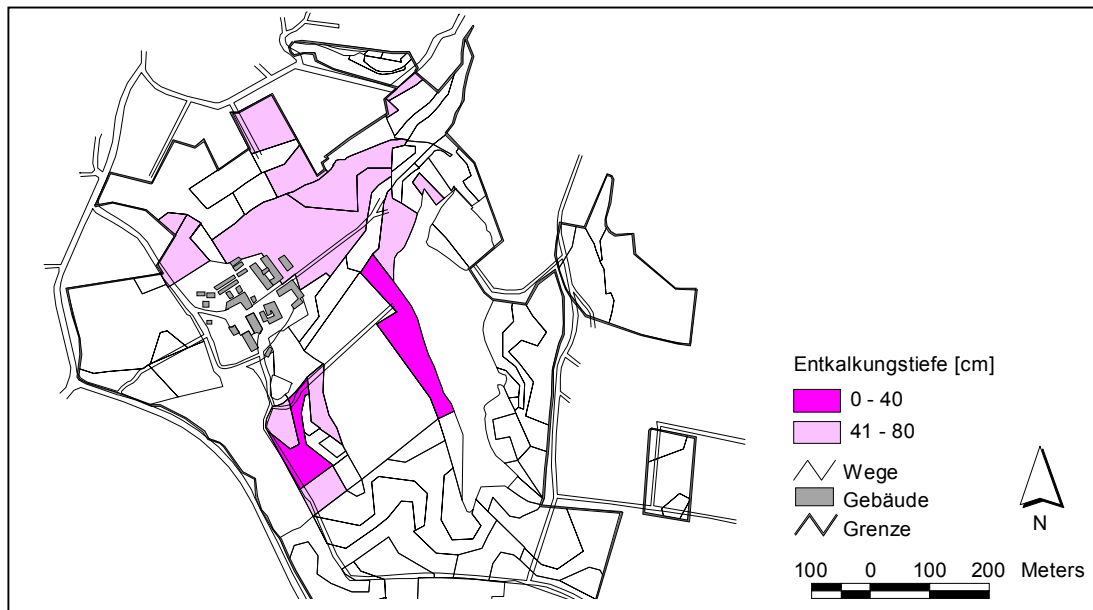 Entkalkungstiefe [cm]
0 - 40
41 - 80
Wege
Gebäude
Grenze
N
100 0 100 200 Meters